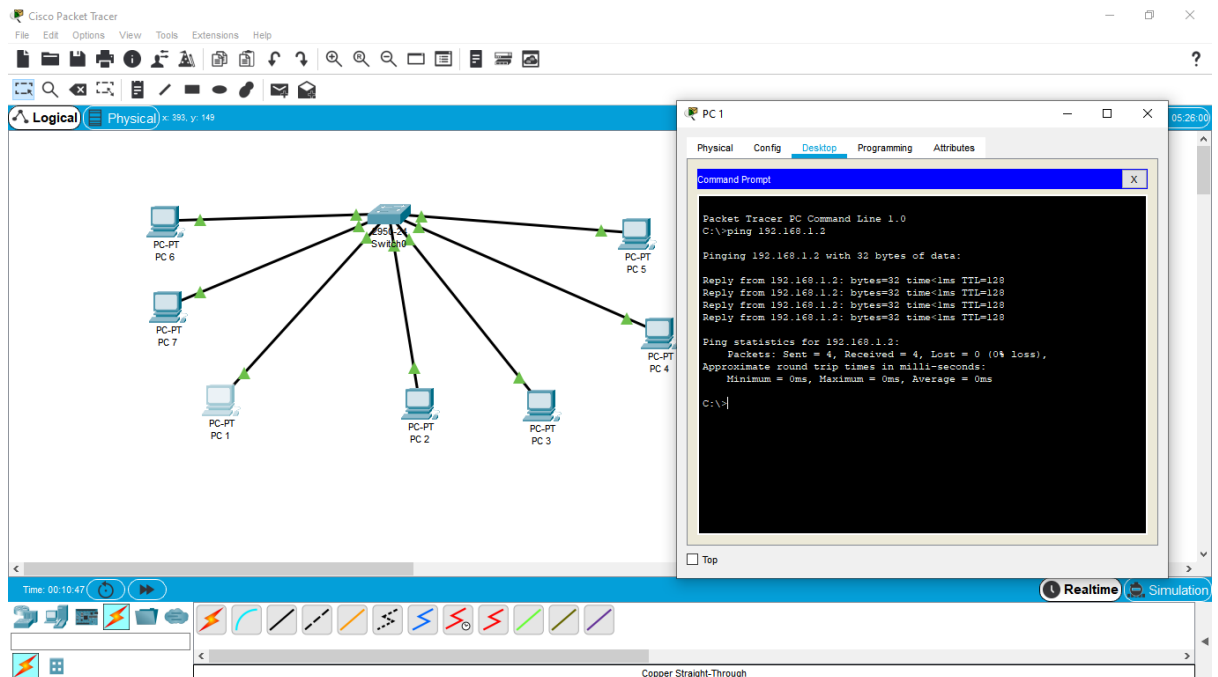 Cisco Packet Tracer
File Edit Options View Tools Extensions Help
?
Logical Physical x: 393, y: 149
05:26:00
PC-PT
PC 6
2950-24
Switch0
PC-PT
PC 5
PC-PT
PC 7
PC-PT
PC 4
PC-PT
PC 1
PC-PT
PC 2
PC-PT
PC 3
PC 1
Physical Config Desktop Programming Attributes
Command Prompt X
Packet Tracer PC Command Line 1.0
C:\>ping 192.168.1.2
Pinging 192.168.1.2 with 32 bytes of data:
Reply from 192.168.1.2: bytes=32 time<1ms TTL=128
Reply from 192.168.1.2: bytes=32 time<1ms TTL=128
Reply from 192.168.1.2: bytes=32 time<1ms TTL=128
Reply from 192.168.1.2: bytes=32 time<1ms TTL=128
Ping statistics for 192.168.1.2:
Packets: Sent = 4, Received = 4, Lost = 0 (0% loss),
Approximate round trip times in milli-seconds:
Minimum = 0ms, Maximum = 0ms, Average = 0ms
C:\>
Top
Time: 00:10:47
Realtime Simulation
Copper Straight-Through